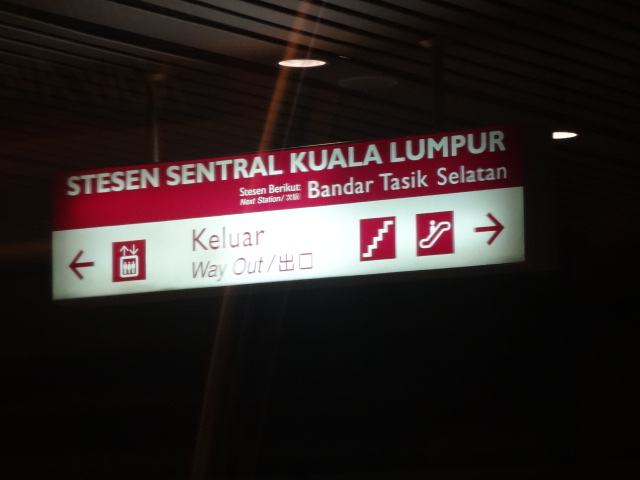 STESEN SENTRAL KUALA LUMPUR
Stesen Berikut: Bandar Tasik Selatan
Next Station /
Keluar
Way Out / 出口